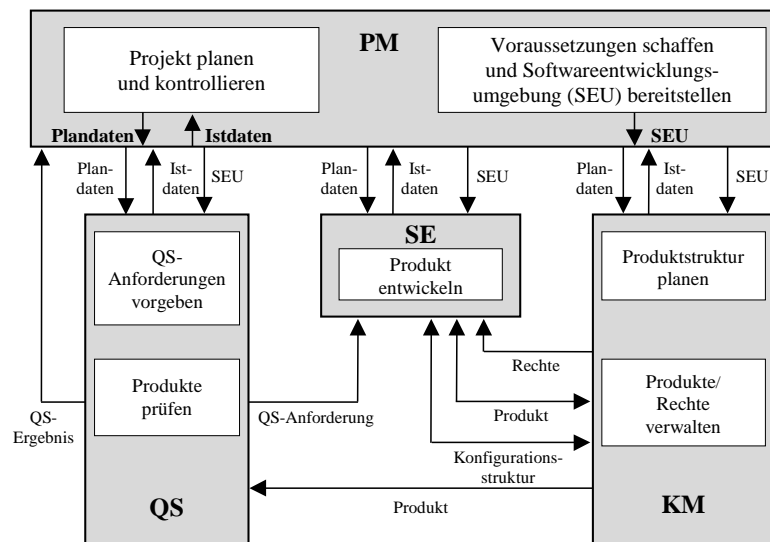 PM
Projekt planen
und kontrollieren
Voraussetzungen schaffen
und Softwareentwicklungs-
umgebung (SEU) bereitstellen
Plandaten
Istdaten
SEU
Plan-
daten
Ist-
daten
SEU
Plan-
daten
Ist-
daten
SEU
Plan-
daten
Ist-
daten
SEU
QS-
Anforderungen
vorgeben
SE
Produkt
entwickeln
Produktstruktur
planen
Produkte
prüfen
Rechte
Produkte/
Rechte
verwalten
QS-
Ergebnis
QS-Anforderung
Produkt
Konfigurations-
struktur
QS
Produkt
KM